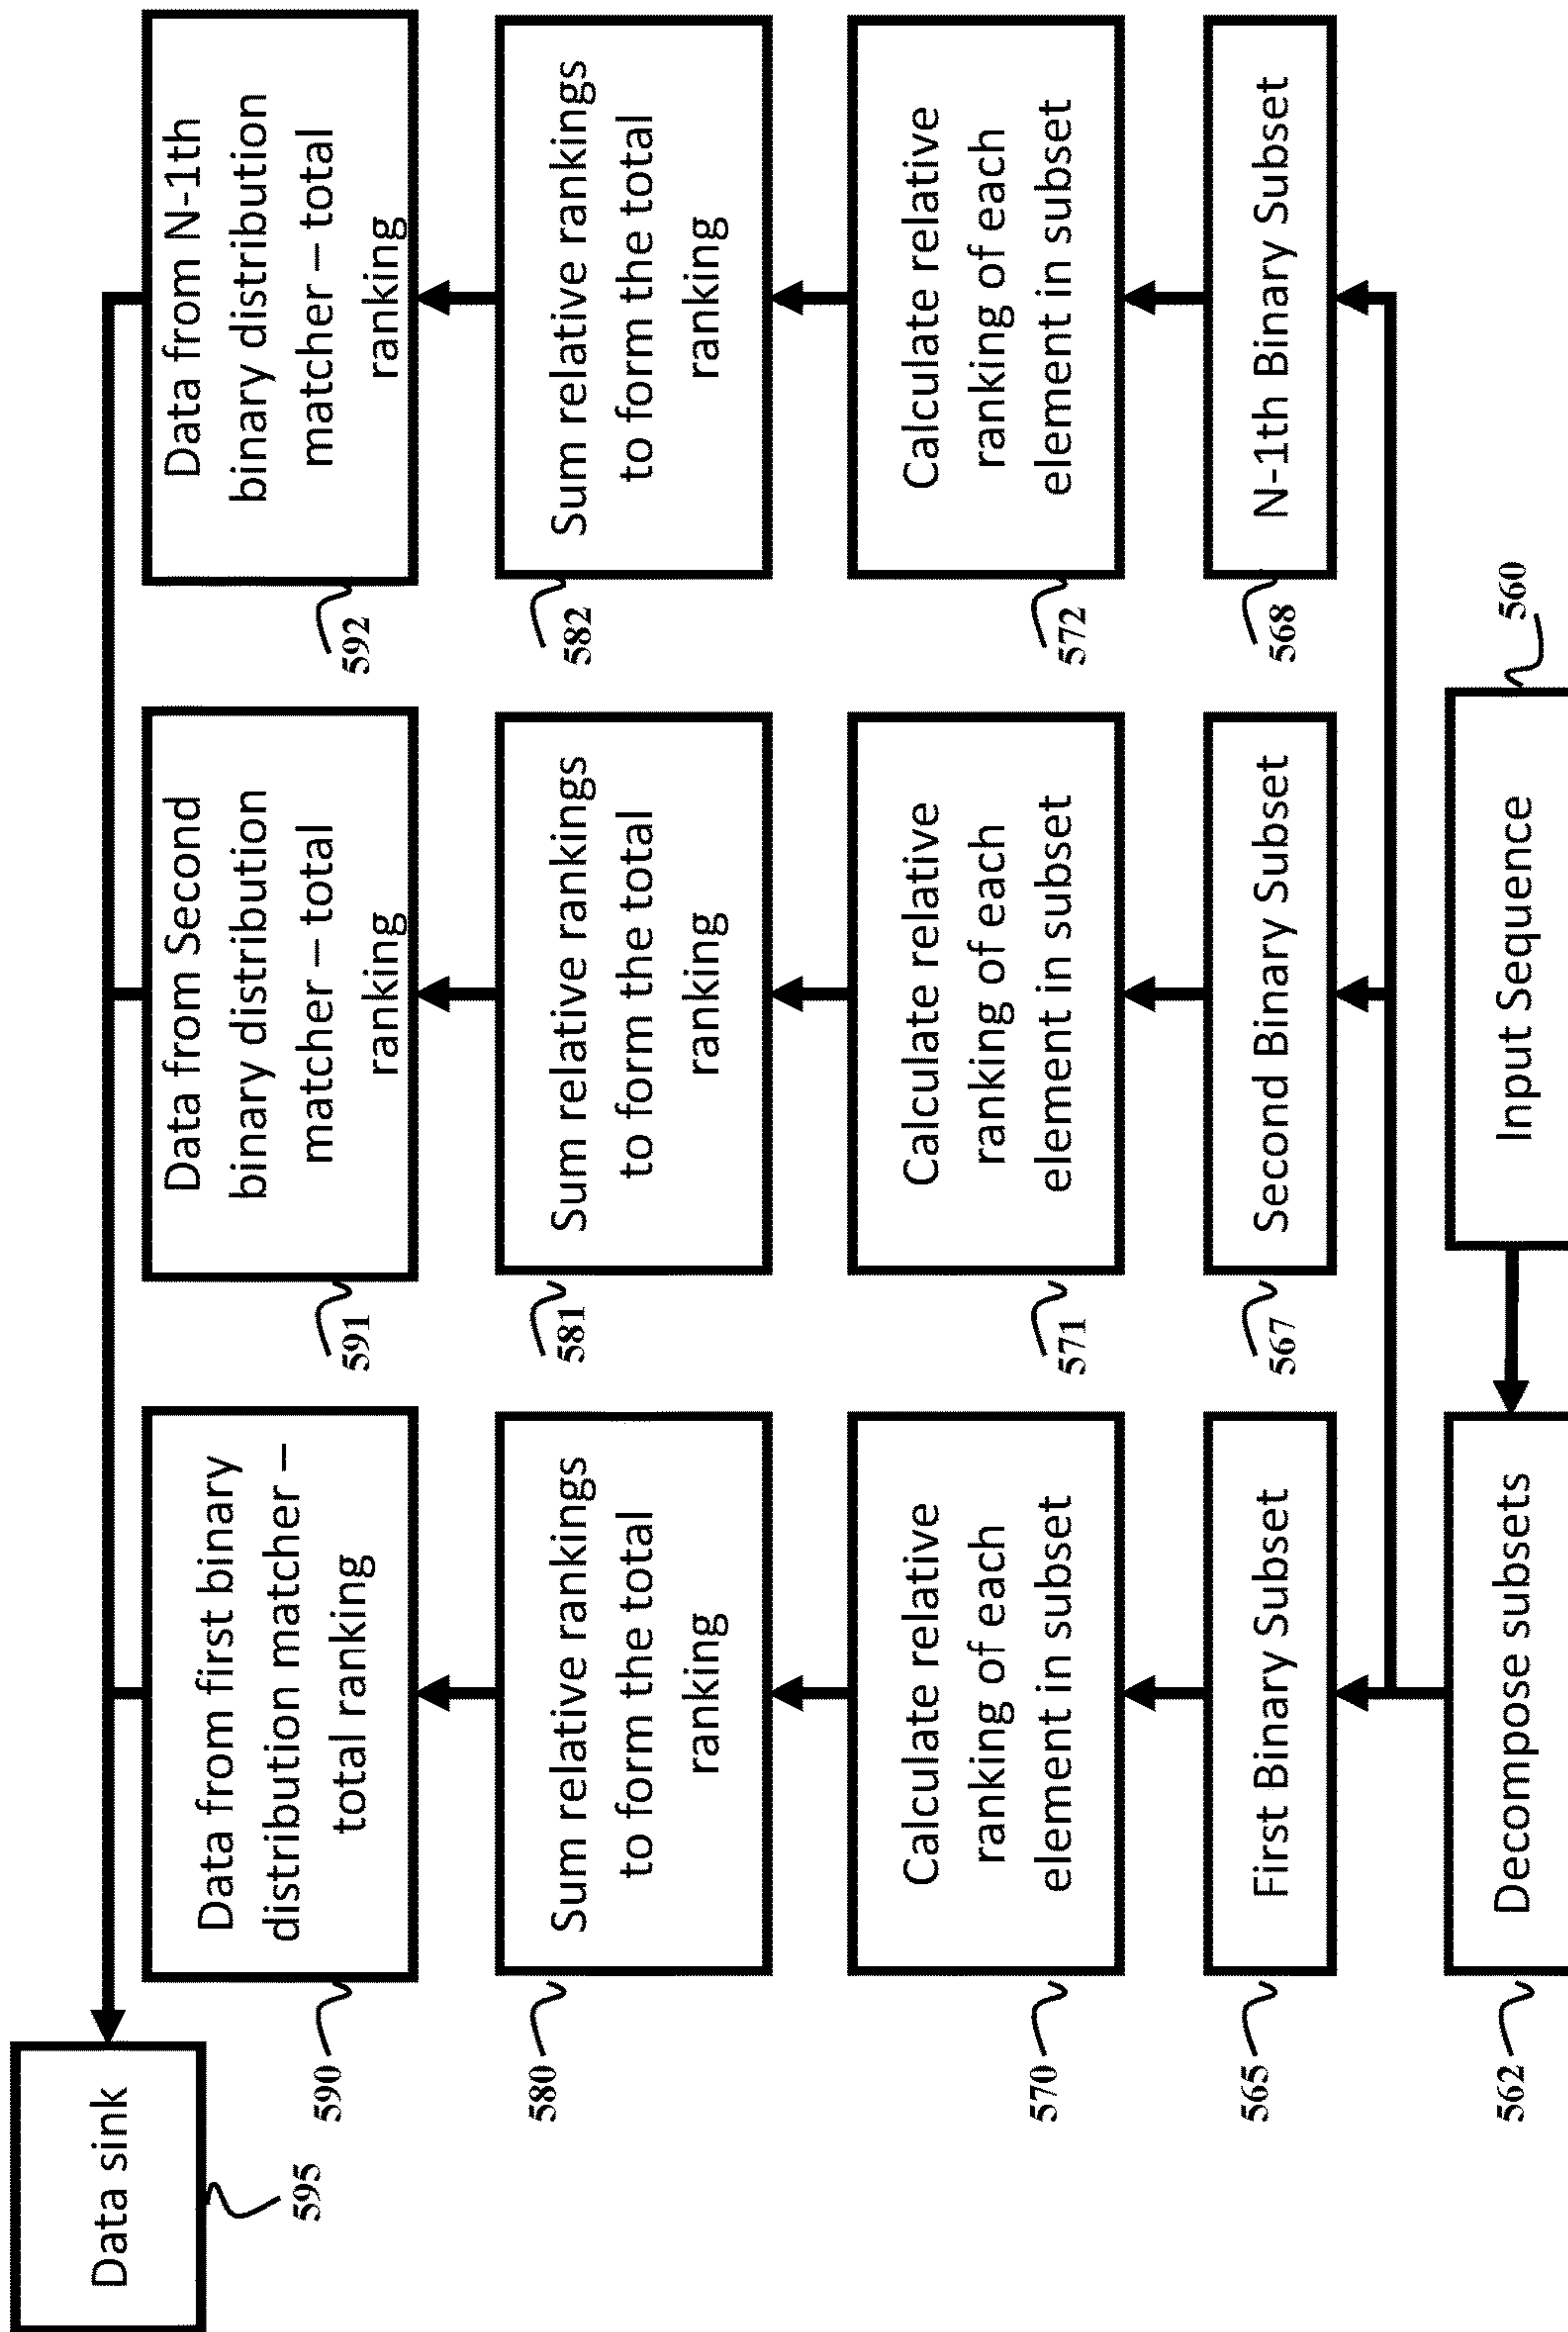 Data sink
595
Data from first binary
distribution matcher –
total ranking
590
Data from Second
binary distribution
matcher – total
ranking
591
Data from N-1th
binary distribution
matcher – total
ranking
592
Sum relative rankings
to form the total
ranking
580
Sum relative rankings
to form the total
ranking
581
Sum relative rankings
to form the total
ranking
582
Calculate relative
ranking of each
element in subset
570
Calculate relative
ranking of each
element in subset
571
Calculate relative
ranking of each
element in subset
572
First Binary Subset
565
Second Binary Subset
567
N-1th Binary Subset
568
Decompose subsets
562
Input Sequence
560